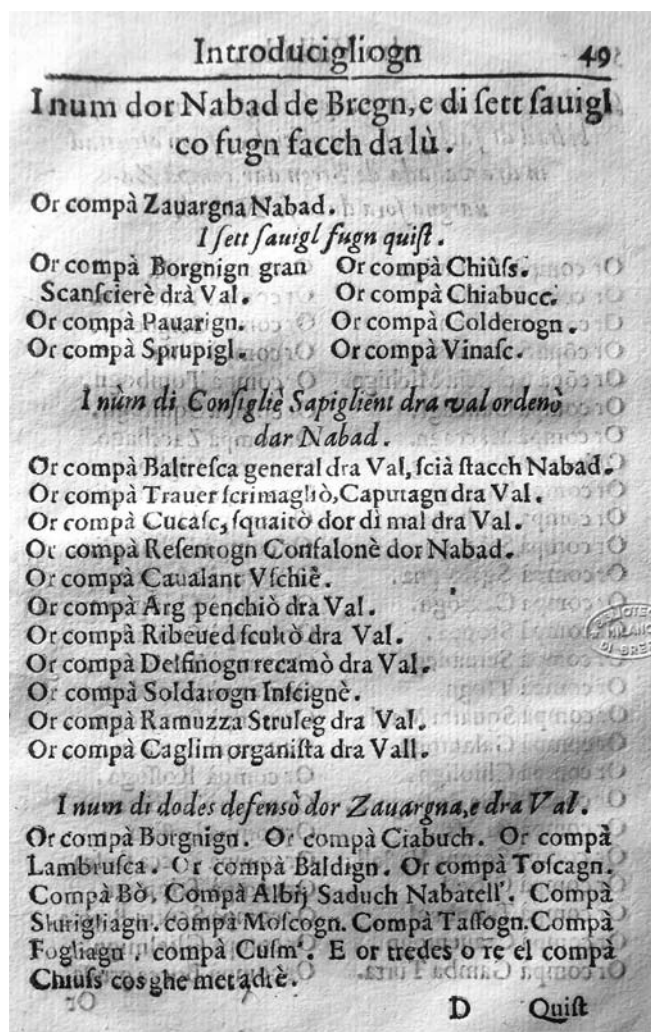 Introducigliogn 49
I num dor Nabad de Bregn, e di ſett ſauigl
co fugn facch da lù.
Or compà Zauargna Nabad.
I ſett ſauigl fugn quiſt.
Or compà Borgnign gran
Scanſcierè drà Val.
Or compà Pauarign.
Or compà Sprupigl.
Or compà Chiùſs.
Or compà Chiabucc.
Or compà Colderogn.
Or compà Vinaſc.
I nùm di Conſigliè Sapiglient dra val ordenò
dar Nabad.
Or compà Baltreſca general dra Val, ſcià ſtacch Nabad.
Or compà Trauer ſcrimagliò, Caputagn dra Val.
Or compà Cucaſc, ſquaitò dor dì mal dra Val.
Or compà Reſentogn Confalonè dor Nabad.
Or compà Caualant Vſchiè.
Or compà Arg penchiò dra Val.
Or compà Ribeued ſcultò dra Val.
Or compà Delfinogn recamò dra Val.
Or compà Soldarogn Inſeignè.
Or compà Ramuzza Struleg dra Val.
Or compà Caglim organiſta dra Vall.
I num di dodes defensò dor Zauargna, e dra Val.
Or compà Borgnign. Or compà Ciabuch. Or compà
Lambruſca. Or compà Baldign. Or compà Toſcagn.
Compà Bò. Compà Albij Saduch Nabatell'. Compà
Slurigliagn. compà Moſcogn. Compà Taſſogn. Compà
Fogliagn. compà Cuſm'. E or tredes o re el compà
Chiuſs cos ghe met adrè.
D Quiſt